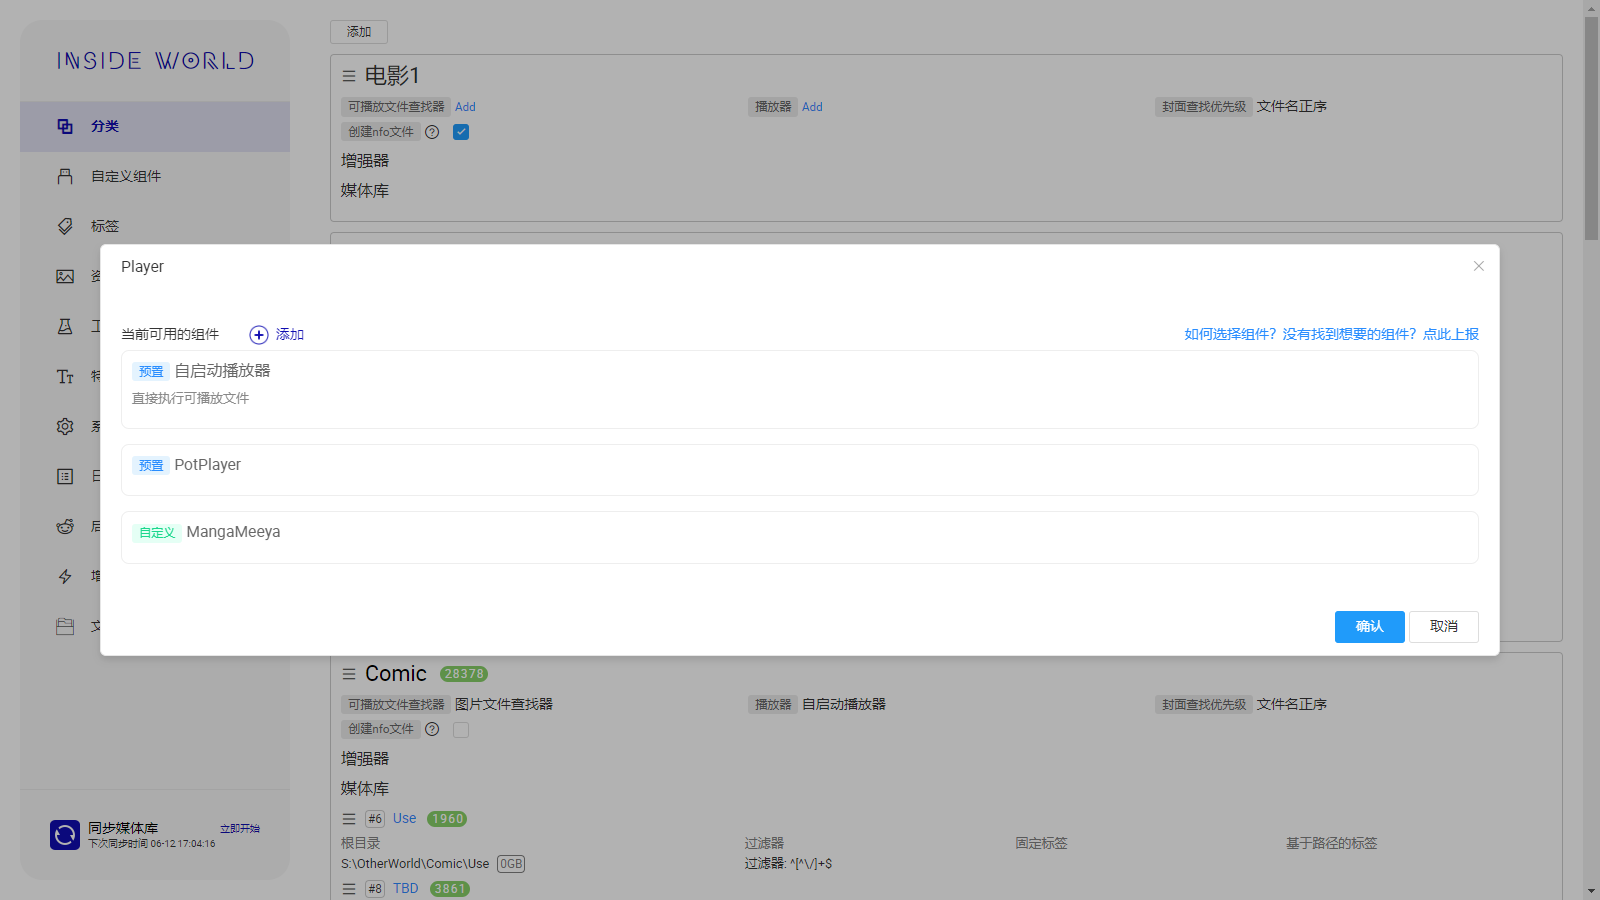 INSIDE WORLD
分类
自定义组件
标签
添加
电影1
可播放文件查找器 Add 播放器 Add 封面查找优先级 文件名正序
创建nfo文件
增强器
媒体库
Player
当前可用的组件 添加 如何选择组件？没有找到想要的组件？点此上报
预置 自启动播放器
直接执行可播放文件
预置 PotPlayer
自定义 MangaMeeya
确认 取消
Comic 28378
可播放文件查找器 图片文件查找器 播放器 自启动播放器 封面查找优先级 文件名正序
创建nfo文件
增强器
媒体库
#6 Use 1960
根目录 过滤器 固定标签 基于路径的标签
S:\OtherWorld\Comic\Use 0GB 过滤器: ^[^\/]+$
#8 TBD 3861
同步媒体库 立即开始
下次同步时间 06-12 17:04:16